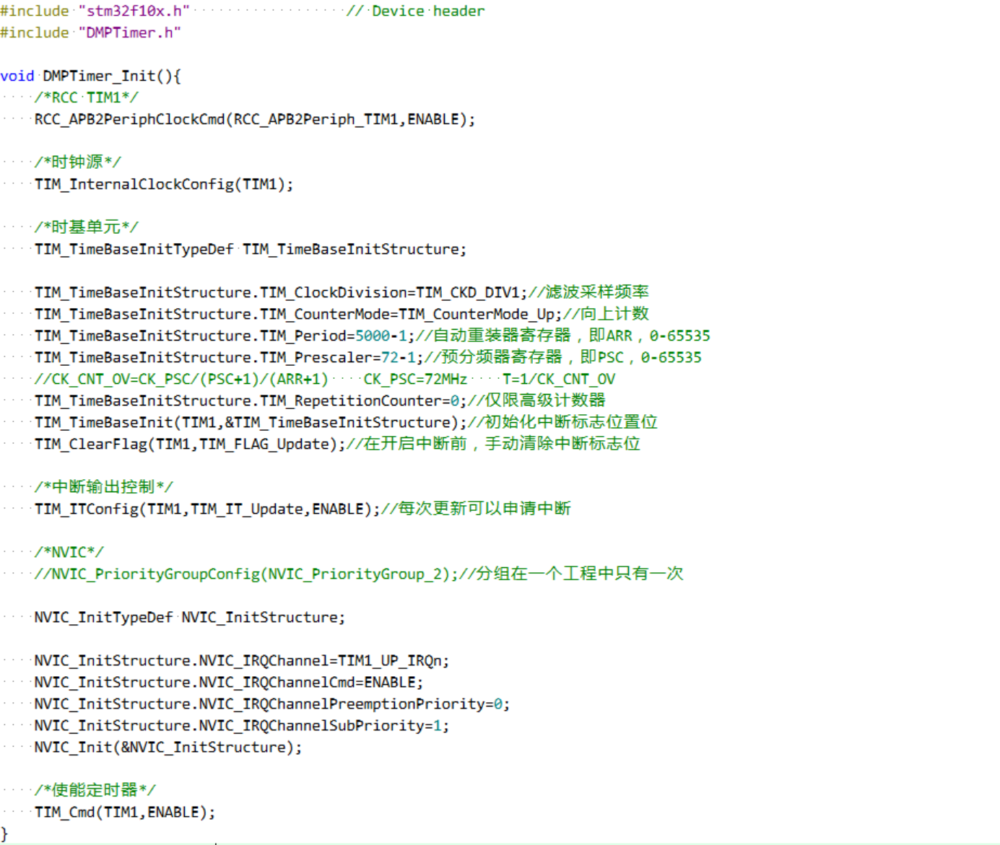 #include "stm32f10x.h"                  // Device header
#include "DMPTimer.h"

void DMPTimer_Init(){
    /*RCC TIM1*/
    RCC_APB2PeriphClockCmd(RCC_APB2Periph_TIM1,ENABLE);

    /*时钟源*/
    TIM_InternalClockConfig(TIM1);

    /*时基单元*/
    TIM_TimeBaseInitTypeDef TIM_TimeBaseInitStructure;

    TIM_TimeBaseInitStructure.TIM_ClockDivision=TIM_CKD_DIV1;//滤波采样频率
    TIM_TimeBaseInitStructure.TIM_CounterMode=TIM_CounterMode_Up;//向上计数
    TIM_TimeBaseInitStructure.TIM_Period=5000-1;//自动重装器寄存器，即ARR，0-65535
    TIM_TimeBaseInitStructure.TIM_Prescaler=72-1;//预分频器寄存器，即PSC，0-65535
    //CK_CNT_OV=CK_PSC/(PSC+1)/(ARR+1)    CK_PSC=72MHz    T=1/CK_CNT_OV
    TIM_TimeBaseInitStructure.TIM_RepetitionCounter=0;//仅限高级计数器
    TIM_TimeBaseInit(TIM1,&TIM_TimeBaseInitStructure);//初始化中断标志位置位
    TIM_ClearFlag(TIM1,TIM_FLAG_Update);//在开启中断前，手动清除中断标志位

    /*中断输出控制*/
    TIM_ITConfig(TIM1,TIM_IT_Update,ENABLE);//每次更新可以申请中断

    /*NVIC*/
    //NVIC_PriorityGroupConfig(NVIC_PriorityGroup_2);//分组在一个工程中只有一次

    NVIC_InitTypeDef NVIC_InitStructure;

    NVIC_InitStructure.NVIC_IRQChannel=TIM1_UP_IRQn;
    NVIC_InitStructure.NVIC_IRQChannelCmd=ENABLE;
    NVIC_InitStructure.NVIC_IRQChannelPreemptionPriority=0;
    NVIC_InitStructure.NVIC_IRQChannelSubPriority=1;
    NVIC_Init(&NVIC_InitStructure);

    /*使能定时器*/
    TIM_Cmd(TIM1,ENABLE);
}